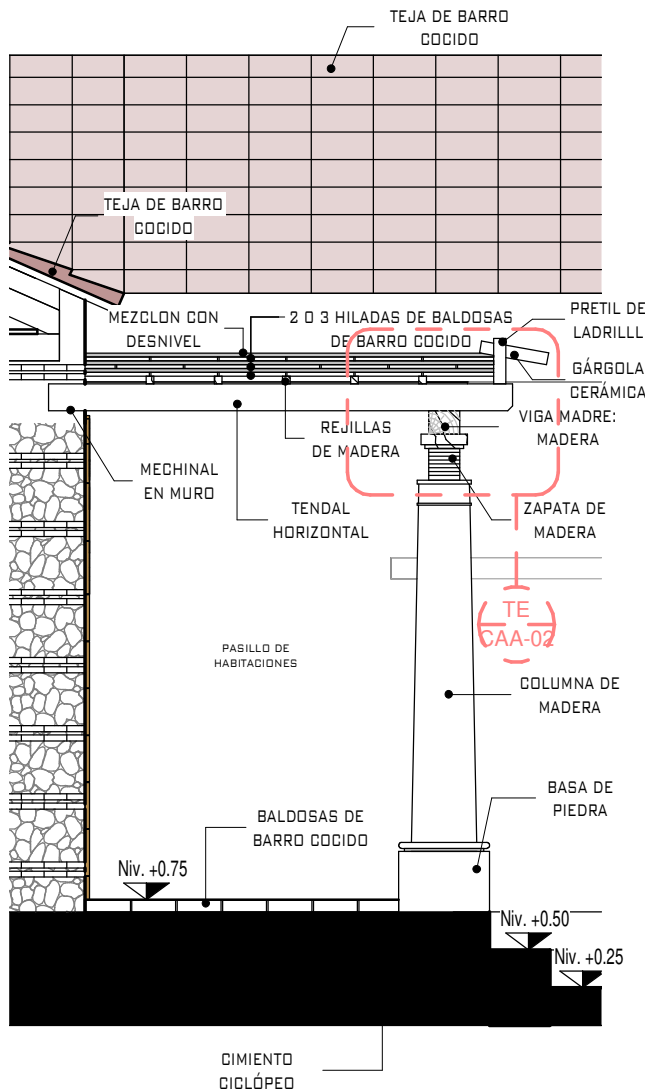 TEJA DE BARRO
COCIDO
TEJA DE BARRO
COCIDO
MEZCLON CON
DESNIVEL
2 O 3 HILADAS DE BALDOSAS
DE BARRO COCIDO
PRETIL DE
LADRILLL
GÁRGOLA
CERÁMICA
VIGA MADRE:
MADERA
REJILLAS
DE MADERA
MECHINAL
EN MURO
TENDAL
HORIZONTAL
ZAPATA DE
MADERA
TE
CAA-02
PASILLO DE
HABITACIONES
COLUMNA DE
MADERA
BASA DE
PIEDRA
BALDOSAS DE
BARRO COCIDO
Niv. +0.75
Niv. +0.50
Niv. +0.25
CIMIENTO
CICLÓPEO